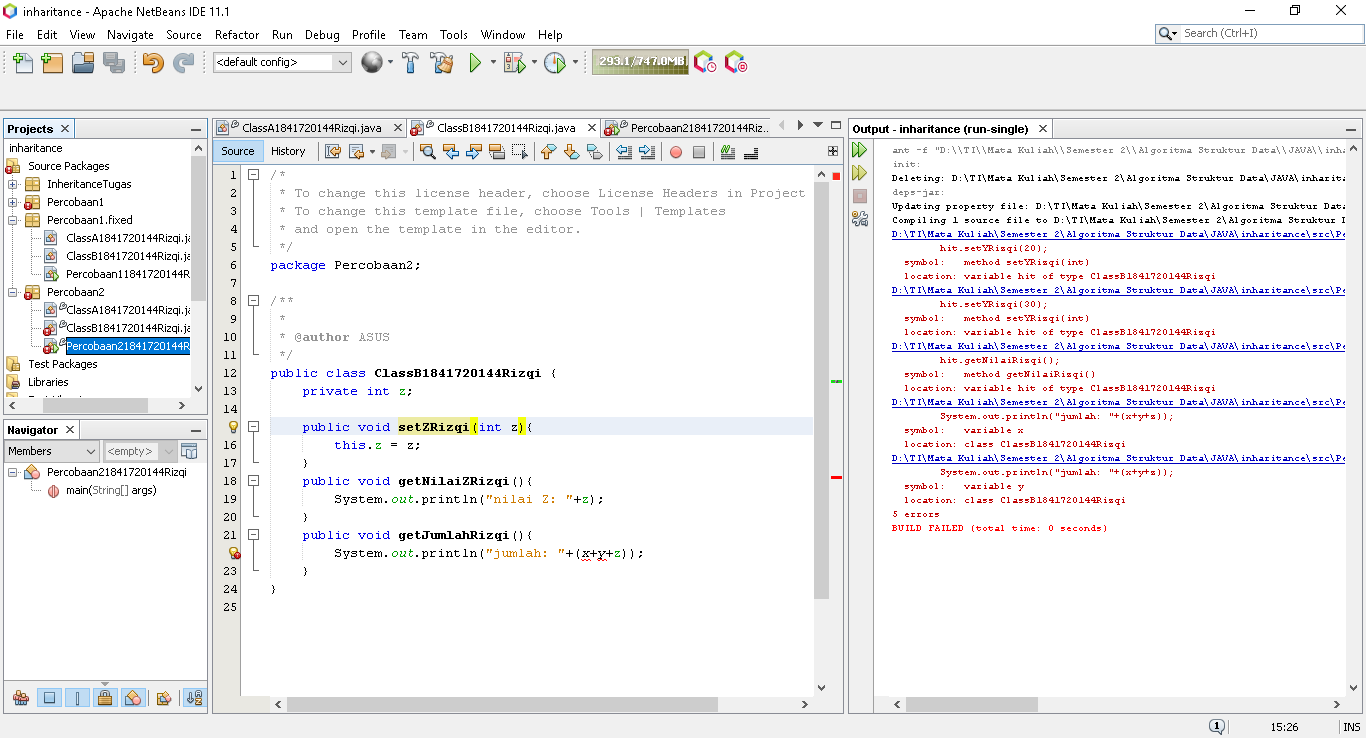 inharitance - Apache NetBeans IDE 11.1
File Edit View Navigate Source Refactor Run Debug Profile Team Tools Window Help
Search (Ctrl+I)
<default config>
293.1/747.0MB
Projects
inharitance
Source Packages
InheritanceTugas
Percobaan1
Percobaan1.fixed
ClassA1841720144Rizqi.ja
ClassB1841720144Rizqi.ja
Percobaan11841720144R
Percobaan2
ClassA1841720144Rizqi.ja
ClassB1841720144Rizqi.ja
Percobaan21841720144R
Test Packages
Libraries
Navigator
Members
<empty>
Percobaan21841720144Rizqi
main(String[] args)
ClassA1841720144Rizqi.java
ClassB1841720144Rizqi.java
Percobaan21841720144Riz...
Source History
1 /*
2 * To change this license header, choose License Headers in Project
3 * To change this template file, choose Tools | Templates
4 * and open the template in the editor.
5 */
6 package Percobaan2;
7
8 /**
9 *
10 * @author ASUS
11 */
12 public class ClassB1841720144Rizqi {
13 private int z;
14
public void setZRizqi(int z){
16 this.z = z;
17 }
18 public void getNilaiZRizqi(){
19 System.out.println("nilai Z: "+z);
20 }
21 public void getJumlahRizqi(){
System.out.println("jumlah: "+(x+y+z));
23 }
24 }
25
Output - inharitance (run-single)
ant -f "D:\\TI\\Mata Kuliah\\Semester 2\\Algoritma Struktur Data\\JAVA\\inha
init:
Deleting: D:\TI\Mata Kuliah\Semester 2\Algoritma Struktur Data\JAVA\inharita
deps-jar:
Updating property file: D:\TI\Mata Kuliah\Semester 2\Algoritma Struktur Data
Compiling 1 source file to D:\TI\Mata Kuliah\Semester 2\Algoritma Struktur D
D:\TI\Mata Kuliah\Semester 2\Algoritma Struktur Data\JAVA\inharitance\src\Pe
hit.setYRizqi(20);
symbol: method setYRizqi(int)
location: variable hit of type ClassB1841720144Rizqi
D:\TI\Mata Kuliah\Semester 2\Algoritma Struktur Data\JAVA\inharitance\src\Pe
hit.setYRizqi(30);
symbol: method setYRizqi(int)
location: variable hit of type ClassB1841720144Rizqi
D:\TI\Mata Kuliah\Semester 2\Algoritma Struktur Data\JAVA\inharitance\src\Pe
hit.getNilaiRizqi();
symbol: method getNilaiRizqi()
location: variable hit of type ClassB1841720144Rizqi
D:\TI\Mata Kuliah\Semester 2\Algoritma Struktur Data\JAVA\inharitance\src\Pe
System.out.println("jumlah: "+(x+y+z));
symbol: variable x
location: class ClassB1841720144Rizqi
D:\TI\Mata Kuliah\Semester 2\Algoritma Struktur Data\JAVA\inharitance\src\Pe
System.out.println("jumlah: "+(x+y+z));
symbol: variable y
location: class ClassB1841720144Rizqi
5 errors
BUILD FAILED (total time: 0 seconds)
1
15:26
INS